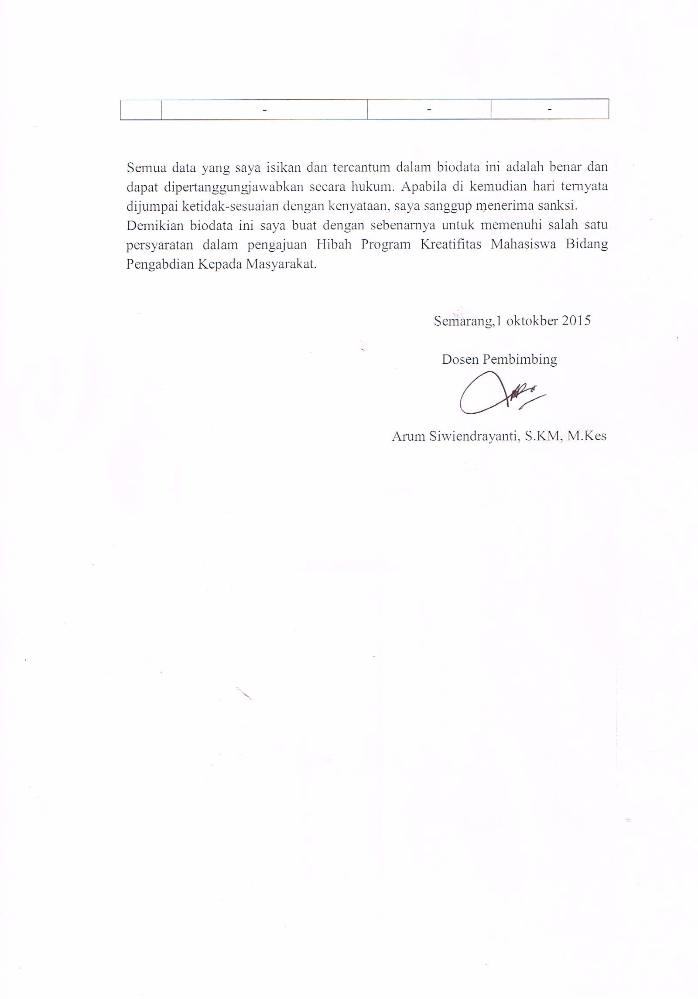 - - -
Semua data yang saya isikan dan tercantum dalam biodata ini adalah benar dan
dapat dipertanggungjawabkan secara hukum. Apabila di kemudian hari ternyata
dijumpai ketidak-sesuaian dengan kenyataan, saya sanggup menerima sanksi.
Demikian biodata ini saya buat dengan sebenarnya untuk memenuhi salah satu
persyaratan dalam pengajuan Hibah Program Kreatifitas Mahasiswa Bidang
Pengabdian Kepada Masyarakat.
Semarang,1 oktokber 2015
Dosen Pembimbing
Arum Siwiendrayanti, S.KM, M.Kes